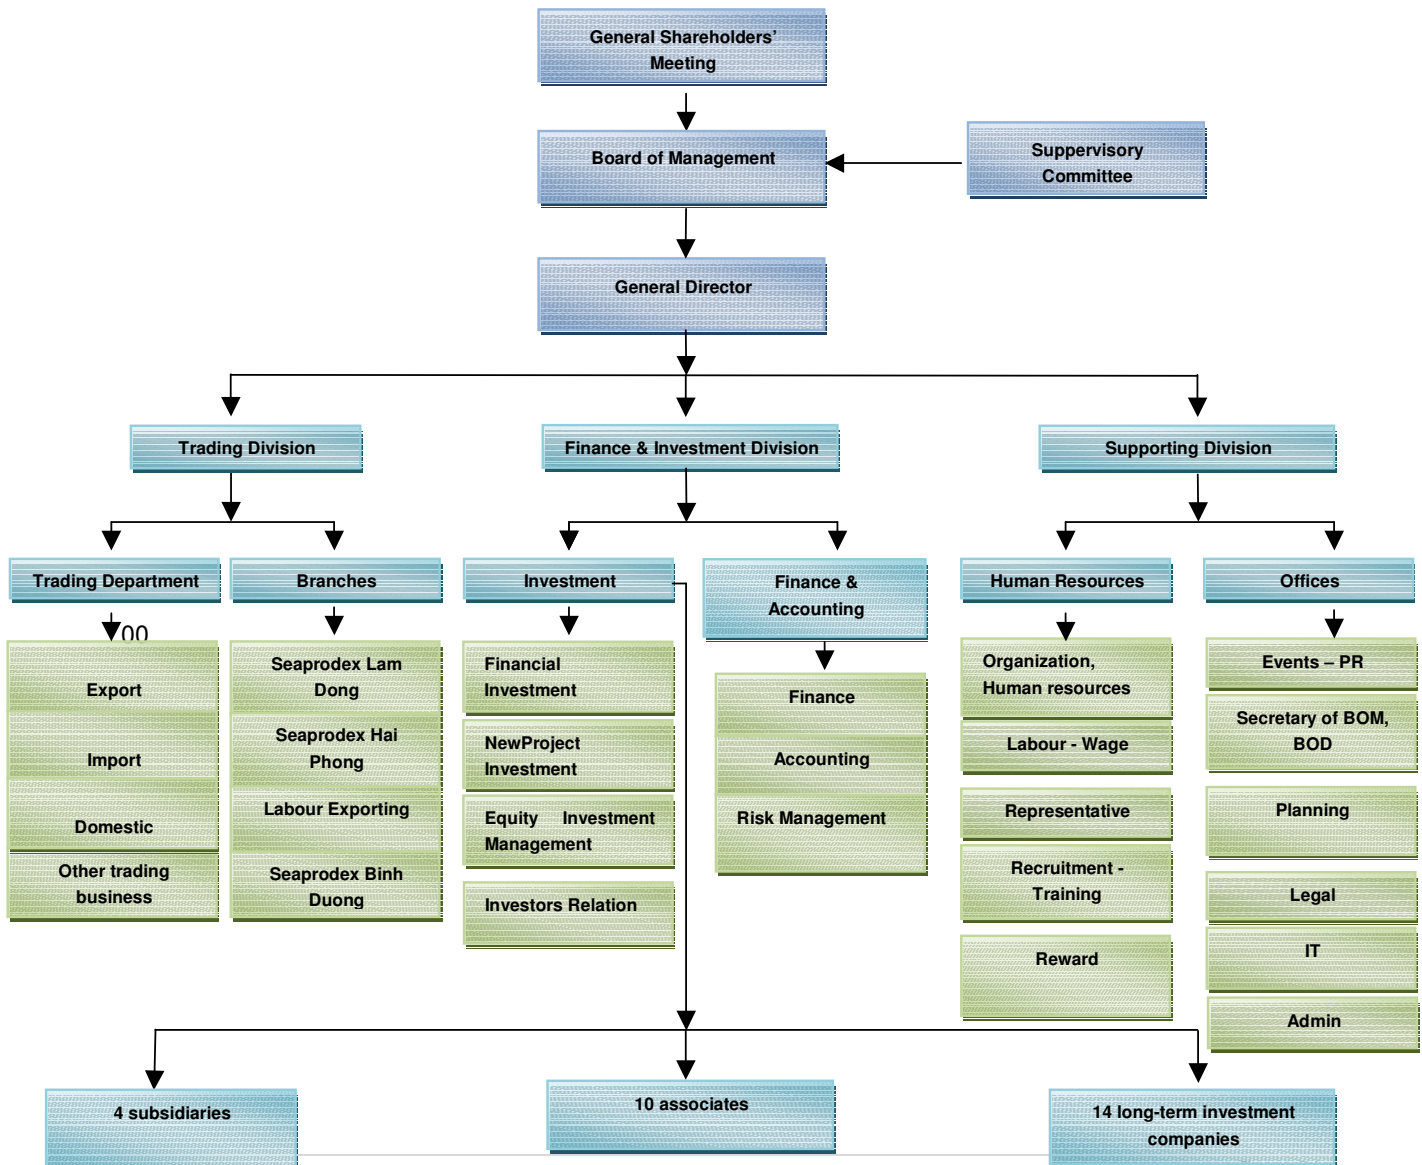 General Shareholders’
Meeting
Board of Management
Suppervisory
Committee
General Director
Trading Division
Finance & Investment Division
Supporting Division
Trading Department
Branches
Investment
Finance &
Accounting
Human Resources
Offices
00
Export
Import
Domestic
Other trading
business
Seaprodex Lam
Dong
Seaprodex Hai
Phong
Labour Exporting
Seaprodex Binh
Duong
Financial
Investment
NewProject
Investment
Equity Investment
Management
Investors Relation
Finance
Accounting
Risk Management
Organization,
Human resources
Labour - Wage
Representative
Recruitment -
Training
Reward
Events – PR
Secretary of BOM,
BOD
Planning
Legal
IT
Admin
4 subsidiaries
10 associates
14 long-term investment
companies